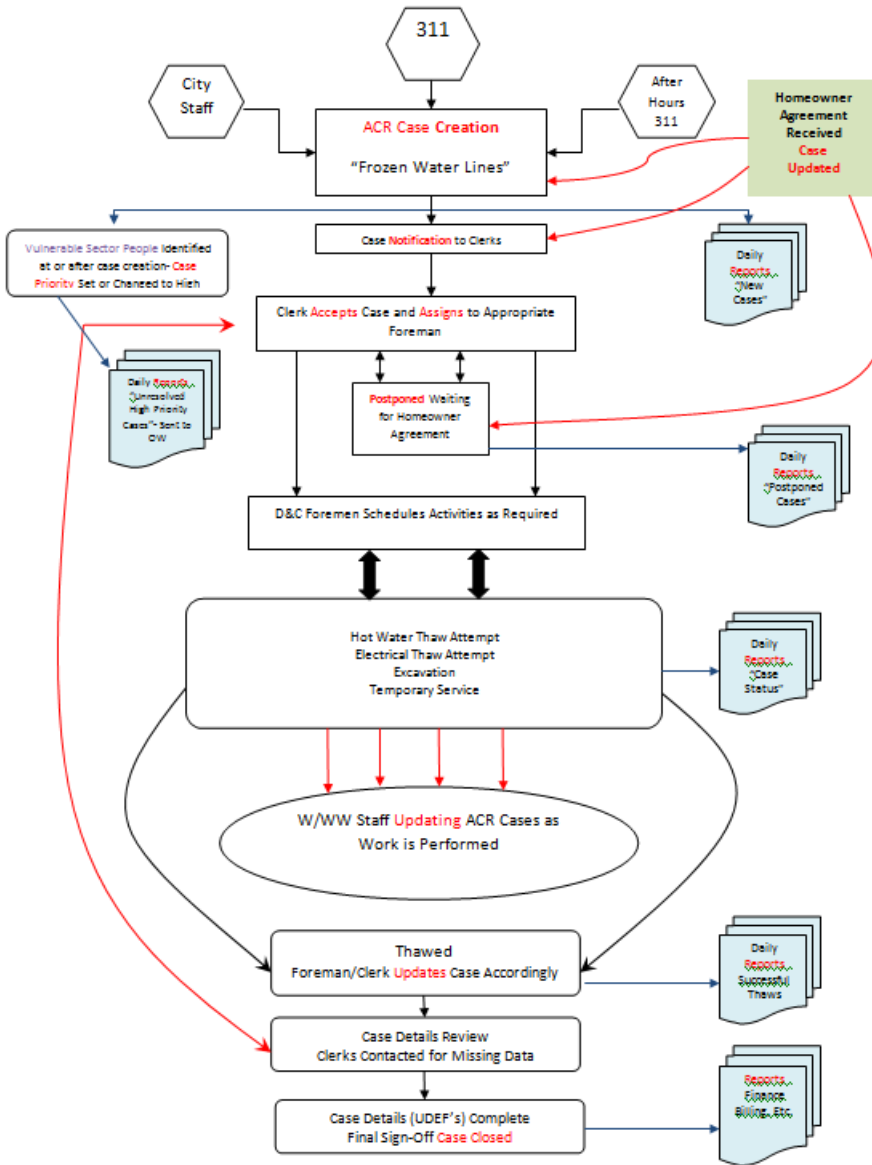 311
City
Staff
After
Hours
311
ACR Case Creation
"Frozen Water Lines"
Homeowner
Agreement
Received
Case
Updated
Case Notification to Clerks
Vulnerable Sector People Identified
at or after case creation- Case
Priority Set or Changed to High
Daily
Reports
"New
Cases"
Clerk Accepts Case and Assigns to Appropriate
Foreman
Daily Reports
"Unresolved
High Priority
Cases"- Sent to
OW
Postponed Waiting
for Homeowner
Agreement
Daily
Reports
"Postponed
Cases"
D&C Foremen Schedules Activities as Required
Hot Water Thaw Attempt
Electrical Thaw Attempt
Excavation
Temporary Service
Daily
Reports
"Case
Status"
W/WW Staff Updating ACR Cases as
Work is Performed
Thawed
Foreman/Clerk Updates Case Accordingly
Daily
Reports
Successful
Thaws
Case Details Review
Clerks Contacted for Missing Data
Case Details (UDEF's) Complete
Final Sign-Off Case Closed
Reports
Finance
Billing, Etc.